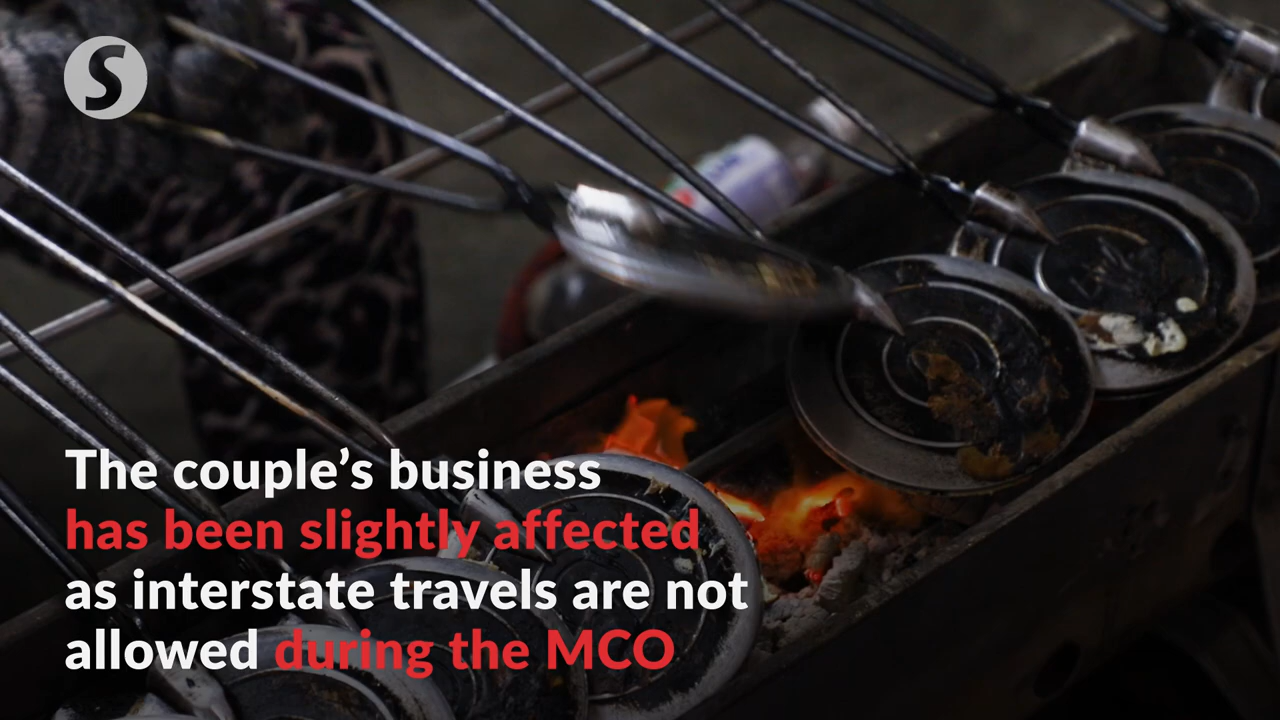 S
The couple’s business
has been slightly affected
as interstate travels are not
allowed during the MCO